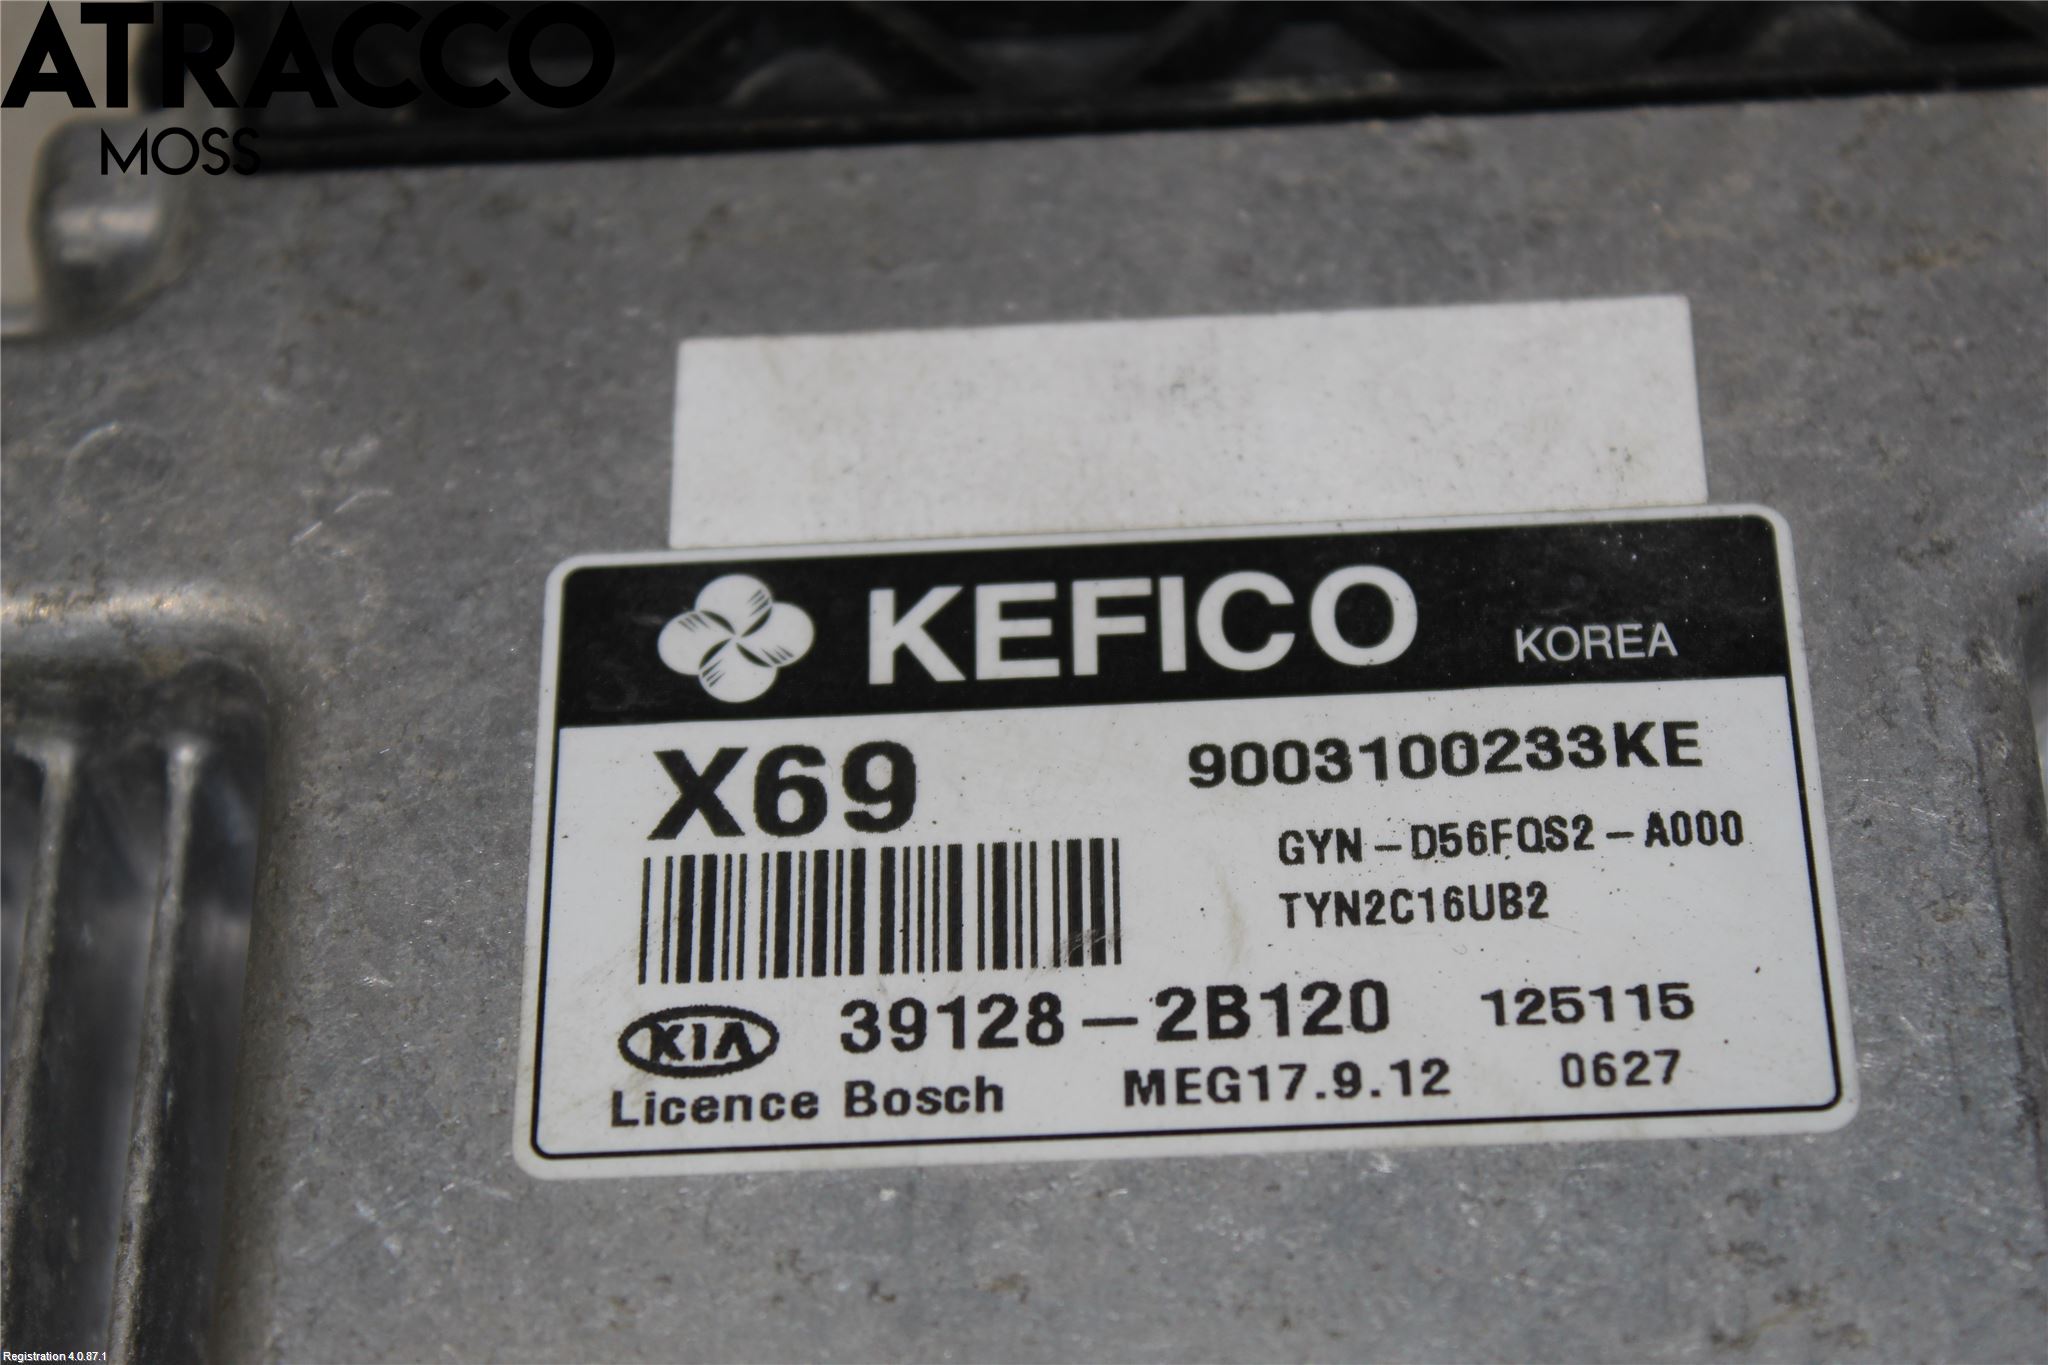 ATRACCO
MOSS
KEFICO KOREA
X69 9003100233KE
GYN-D56FQS2-A000
TYN2C16UB2
KIA 39128-2B120 125115
Licence Bosch MEG17.9.12 0627
Registration 4.0.87.1